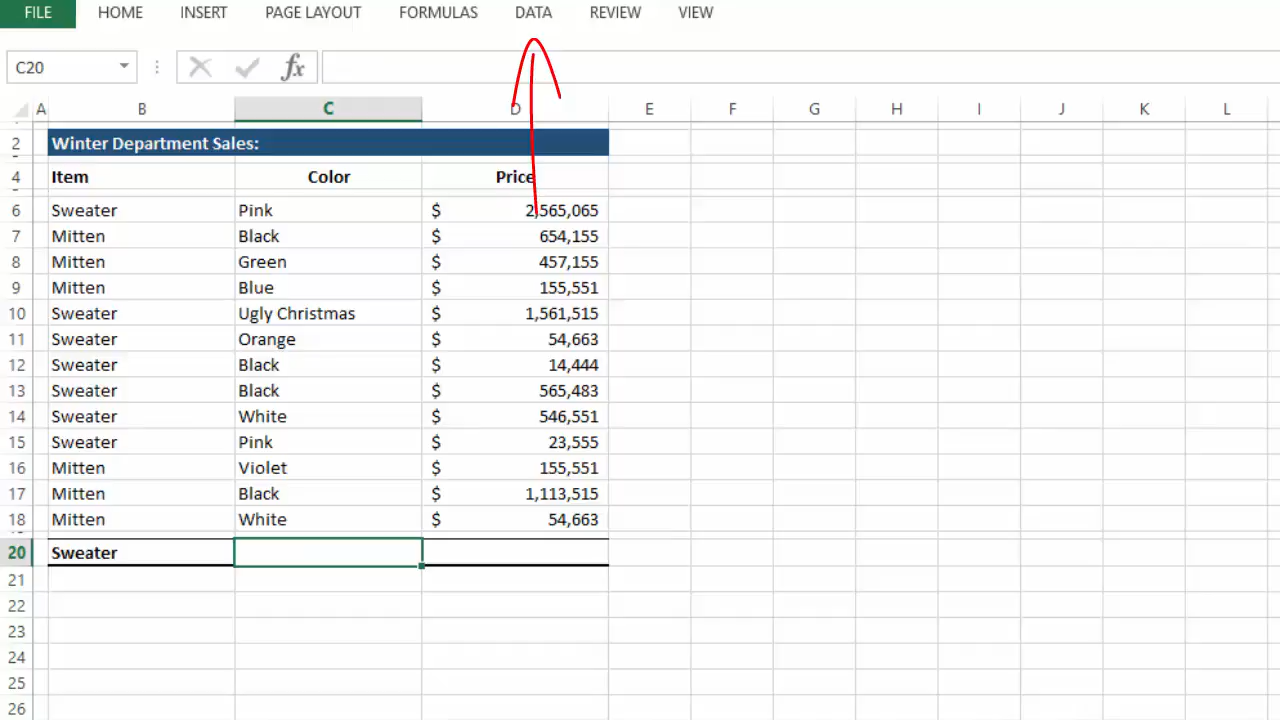 FILE HOME INSERT PAGE LAYOUT FORMULAS DATA REVIEW VIEW
C20 fx
A B C D E F G H I J K L
2 Winter Department Sales:
4 Item Color Price
6 Sweater Pink $ 2,565,065
7 Mitten Black $ 654,155
8 Mitten Green $ 457,155
9 Mitten Blue $ 155,551
10 Sweater Ugly Christmas $ 1,561,515
11 Sweater Orange $ 54,663
12 Sweater Black $ 14,444
13 Sweater Black $ 565,483
14 Sweater White $ 546,551
15 Sweater Pink $ 23,555
16 Mitten Violet $ 155,551
17 Mitten Black $ 1,113,515
18 Mitten White $ 54,663
20 Sweater
21
22
23
24
25
26